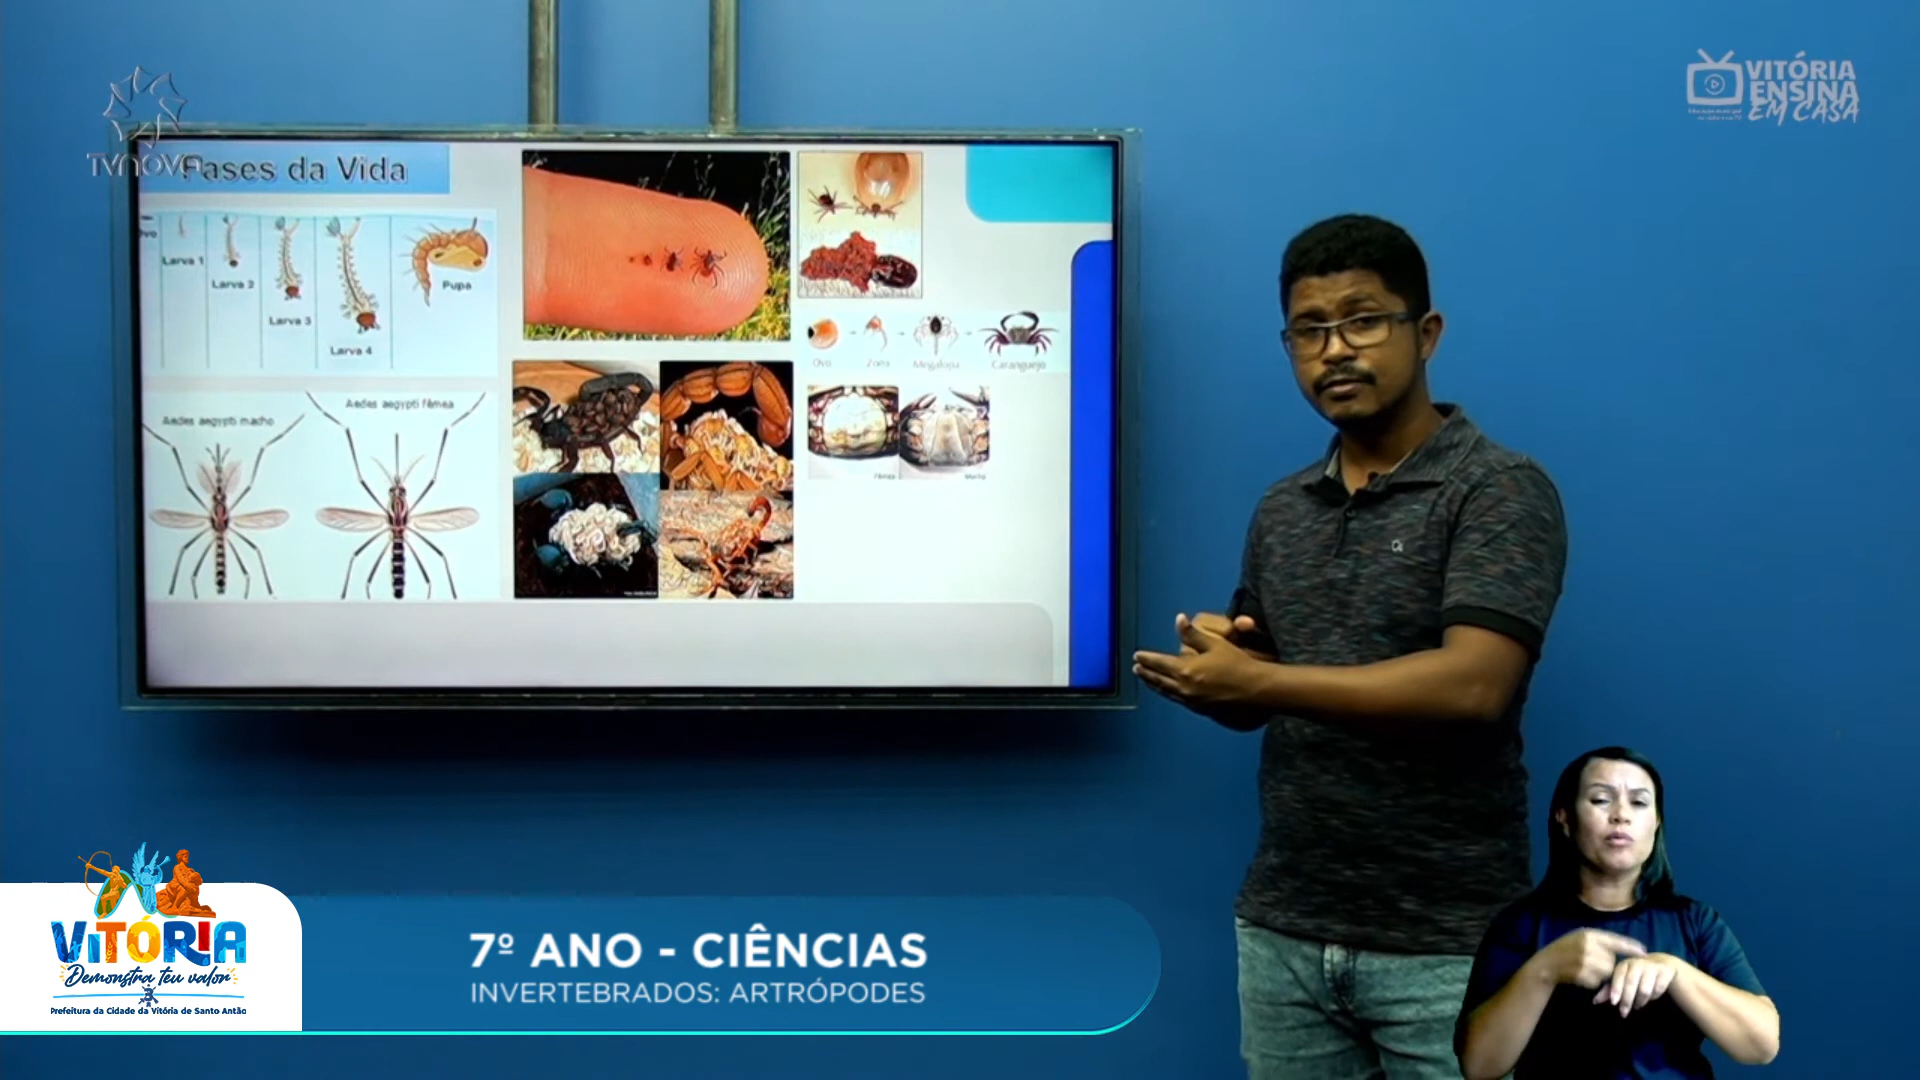 TVNOVA
VITÓRIA
ENSINA
EM CASA
Fases da Vida
Larva 1
Larva 2
Larva 3
Larva 4
Pupa
Aedes aegypti macho
Aedes aegypti fêmea
Ovo
Zoea
Megalopa
Caranguejo
Fêmea
Macho
VITÓRIA
Demonstra teu valor
Prefeitura da Cidade da Vitória de Santo Antão
7º ANO - CIÊNCIAS
INVERTEBRADOS: ARTRÓPODES